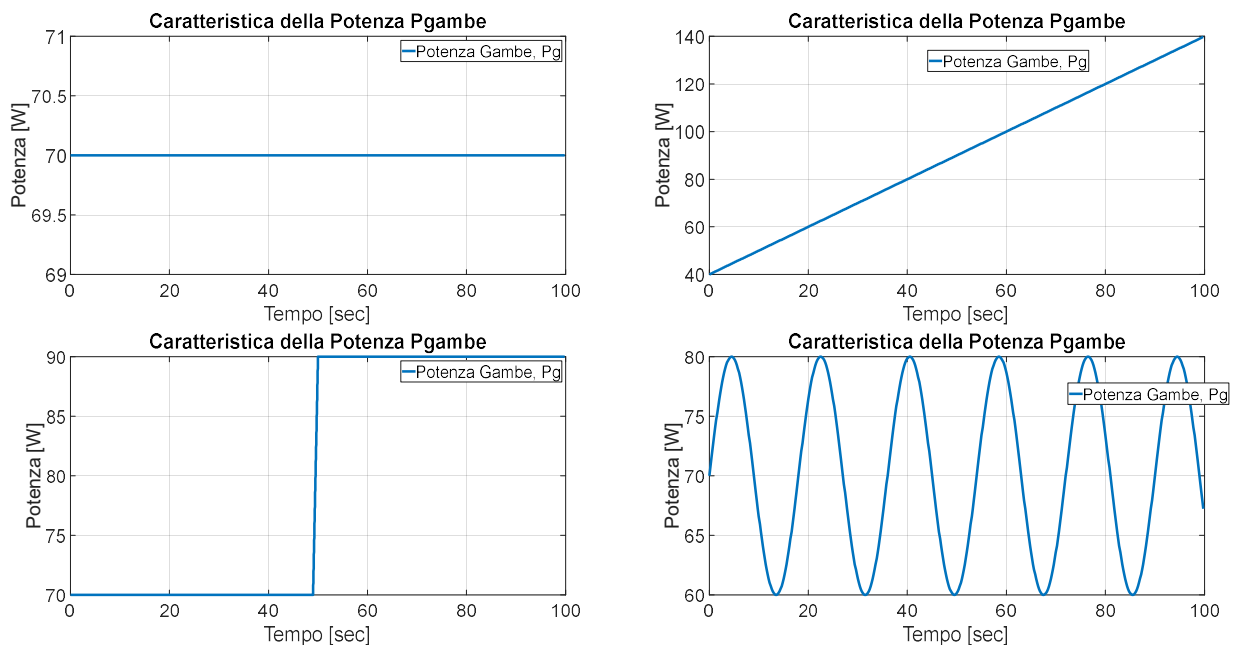 Caratteristica della Potenza Pgambe
Potenza Gambe, Pg
71
70.5
70
69.5
69
Potenza [W]
0 20 40 60 80 100
Tempo [sec]
Caratteristica della Potenza Pgambe
Potenza Gambe, Pg
140
120
100
80
60
40
Potenza [W]
0 20 40 60 80 100
Tempo [sec]
Caratteristica della Potenza Pgambe
Potenza Gambe, Pg
90
85
80
75
70
Potenza [W]
0 20 40 60 80 100
Tempo [sec]
Caratteristica della Potenza Pgambe
Potenza Gambe, Pg
80
75
70
65
60
Potenza [W]
0 20 40 60 80 100
Tempo [sec]